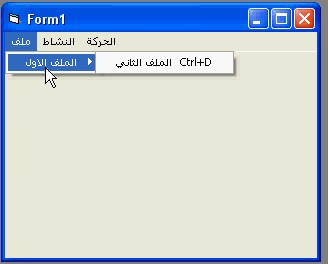 Form1
ملف النشاط الحركة
الملف الاول
الملف الثاني Ctrl+D